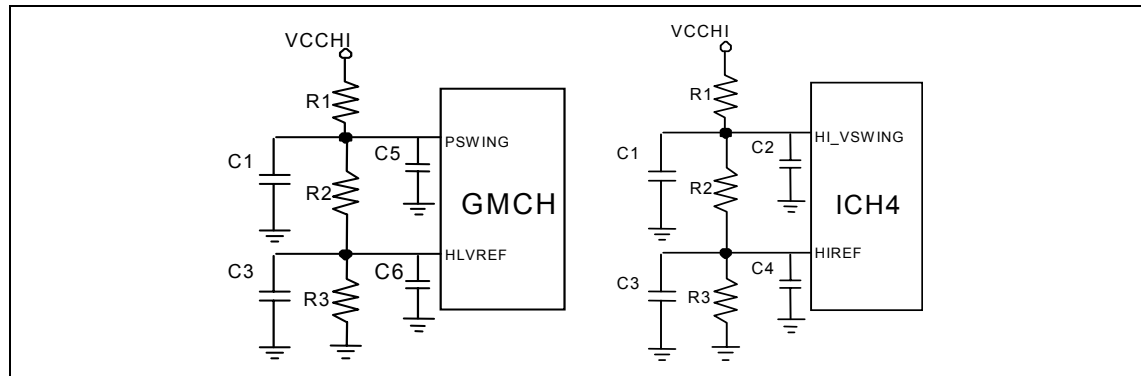 VCCHI
R1
PSWING
C1
C5
R2
GMCH
HLVREF
C3
C6
R3
VCCHI
R1
HI_VSWING
C1
C2
R2
ICH4
HIREF
C3
C4
R3